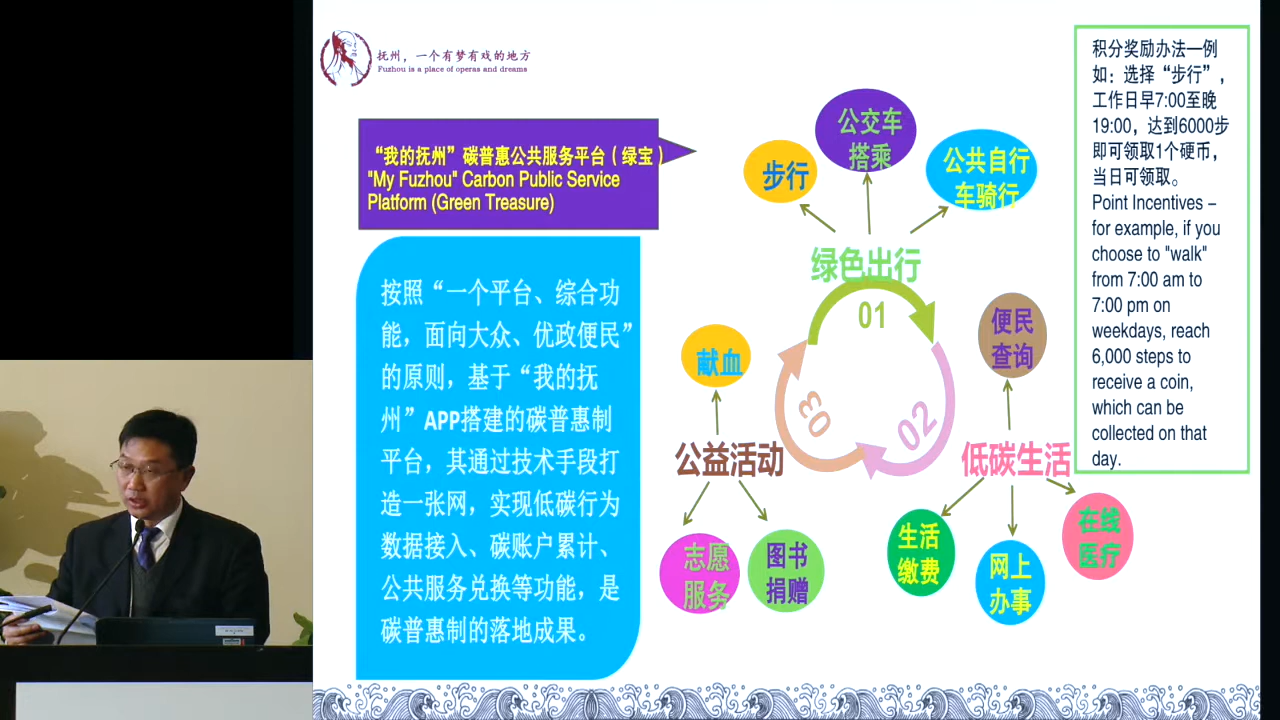 抚州，一个有梦有戏的地方
Fuzhou is a place of operas and dreams
“我的抚州”碳普惠公共服务平台（绿宝）
"My Fuzhou" Carbon Public Service
Platform (Green Treasure)
按照“一个平台、综合功
能，面向大众、优政便民”
的原则，基于“我的抚
州”APP搭建的碳普惠制
平台，其通过技术手段打
造一张网，实现低碳行为
数据接入、碳账户累计、
公共服务兑换等功能，是
碳普惠制的落地成果。
步行
公交车
搭乘
公共自行
车骑行
绿色出行
01
02
03
献血
公益活动
志愿
服务
图书
捐赠
便民
查询
低碳生活
生活
缴费
网上
办事
在线
医疗
积分奖励办法—例
如：选择“步行”，
工作日早7:00至晚
19:00，达到6000步
即可领取1个硬币，
当日可领取。
Point Incentives –
for example, if you
choose to "walk"
from 7:00 am to
7:00 pm on
weekdays, reach
6,000 steps to
receive a coin,
which can be
collected on that
day.